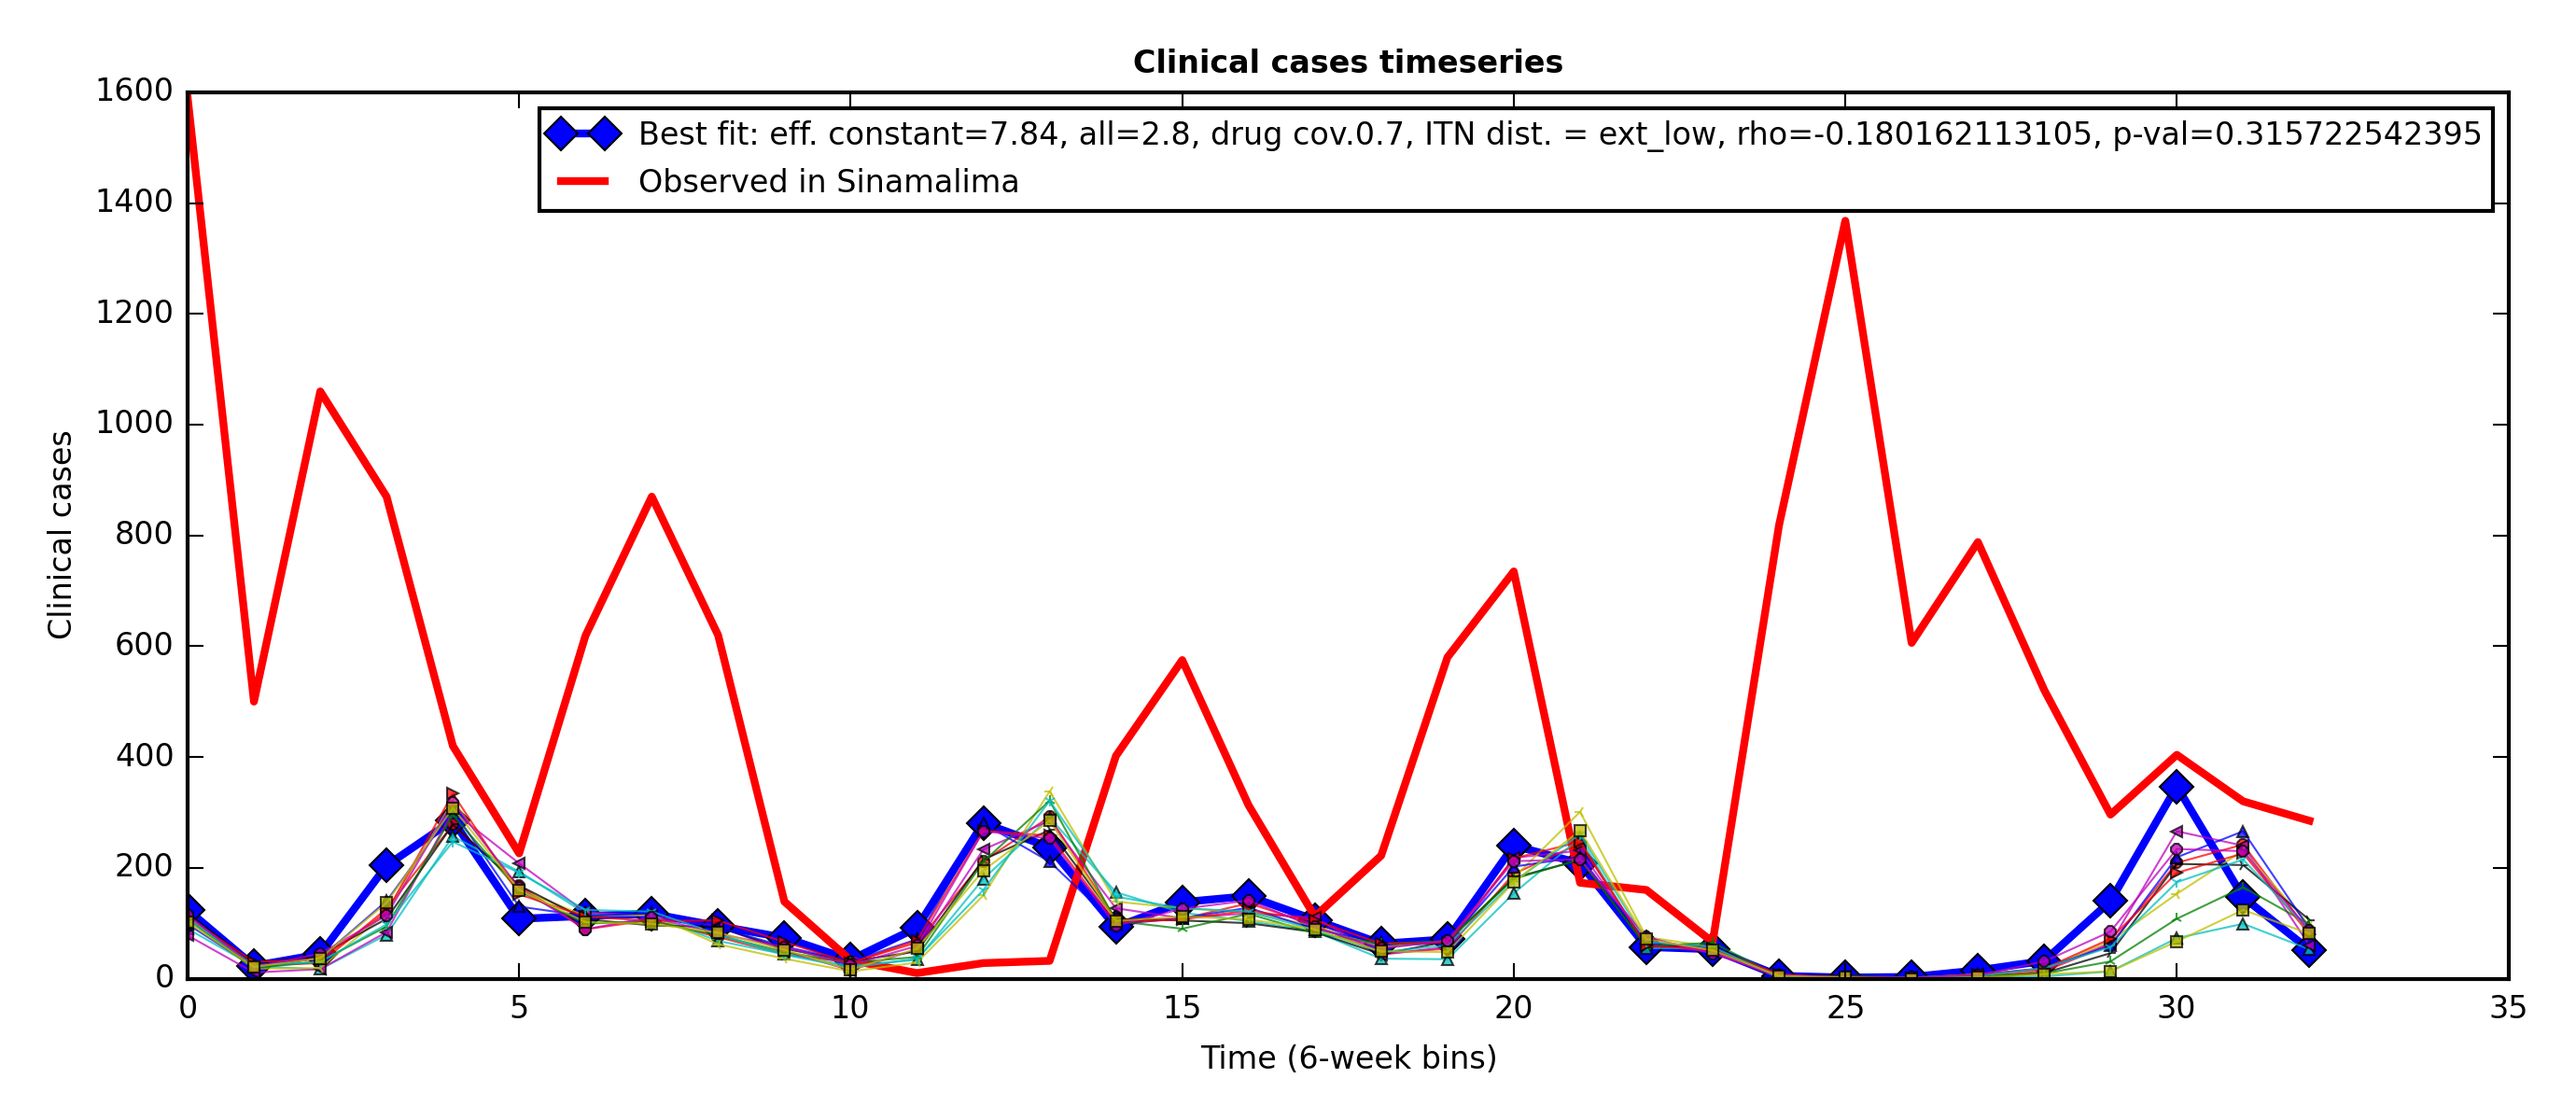 Clinical cases timeseries
Best fit: eff. constant=7.84, all=2.8, drug cov.0.7, ITN dist. = ext_low, rho=-0.180162113105, p-val=0.315722542395
Observed in Sinamalima
1600
1400
1200
1000
800
600
400
200
0
Clinical cases
0 5 10 15 20 25 30 35
Time (6-week bins)